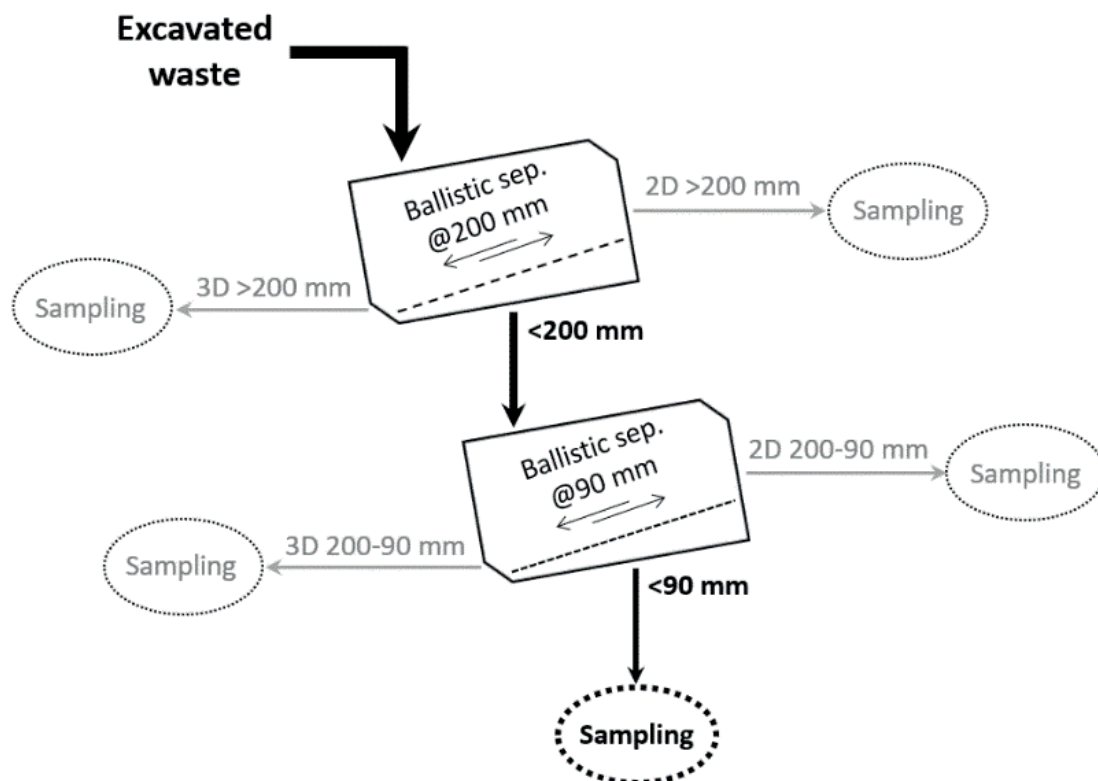 Excavated
waste
Ballistic sep.
@200 mm
2D >200 mm
Sampling
3D >200 mm
Sampling
<200 mm
Ballistic sep.
@90 mm
2D 200-90 mm
Sampling
3D 200-90 mm
Sampling
<90 mm
Sampling